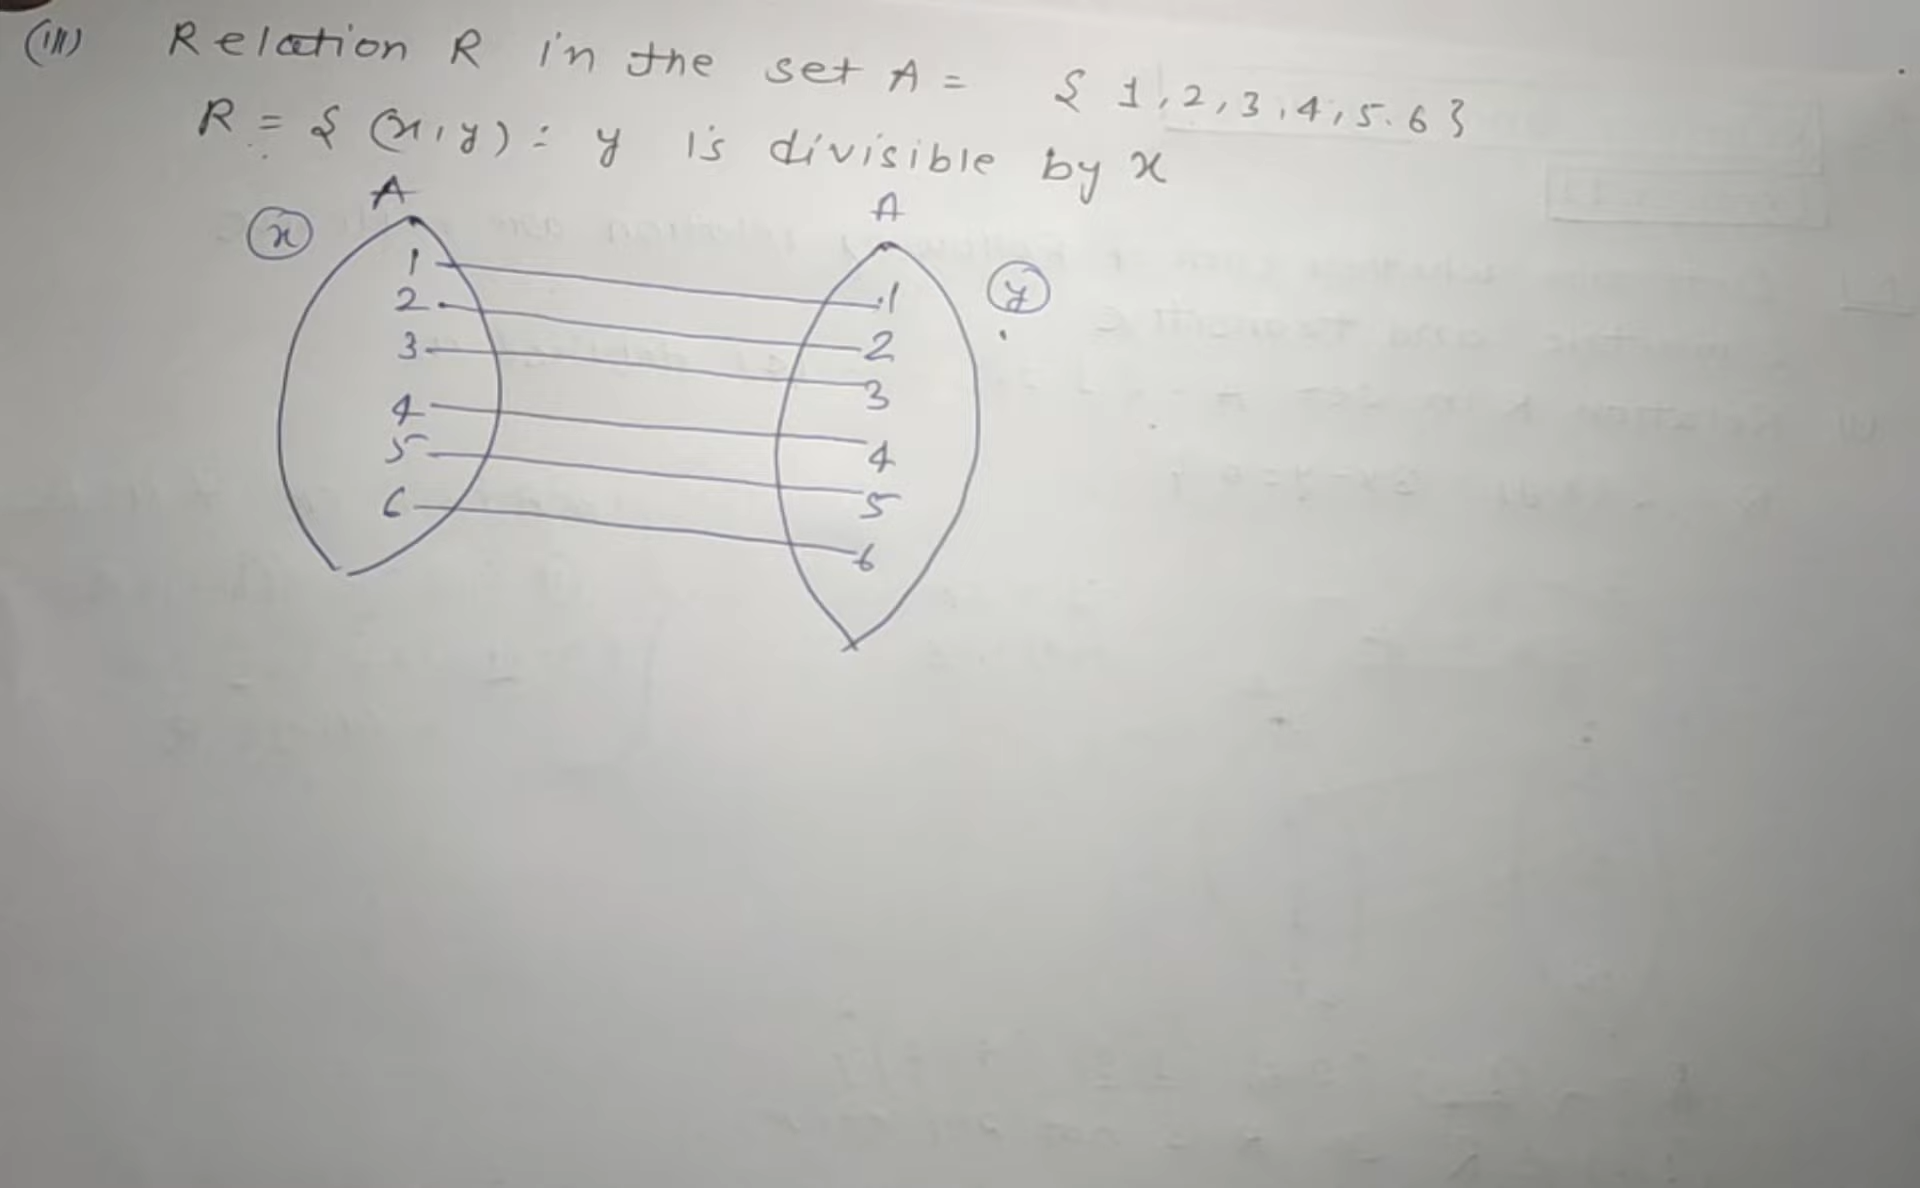 (iii) Relation R in the set A = { 1, 2, 3, 4, 5. 6 }
R = { (x, y) : y is divisible by x
A A
x y
1 1
2 2
3 3
4 4
5 5
6 6